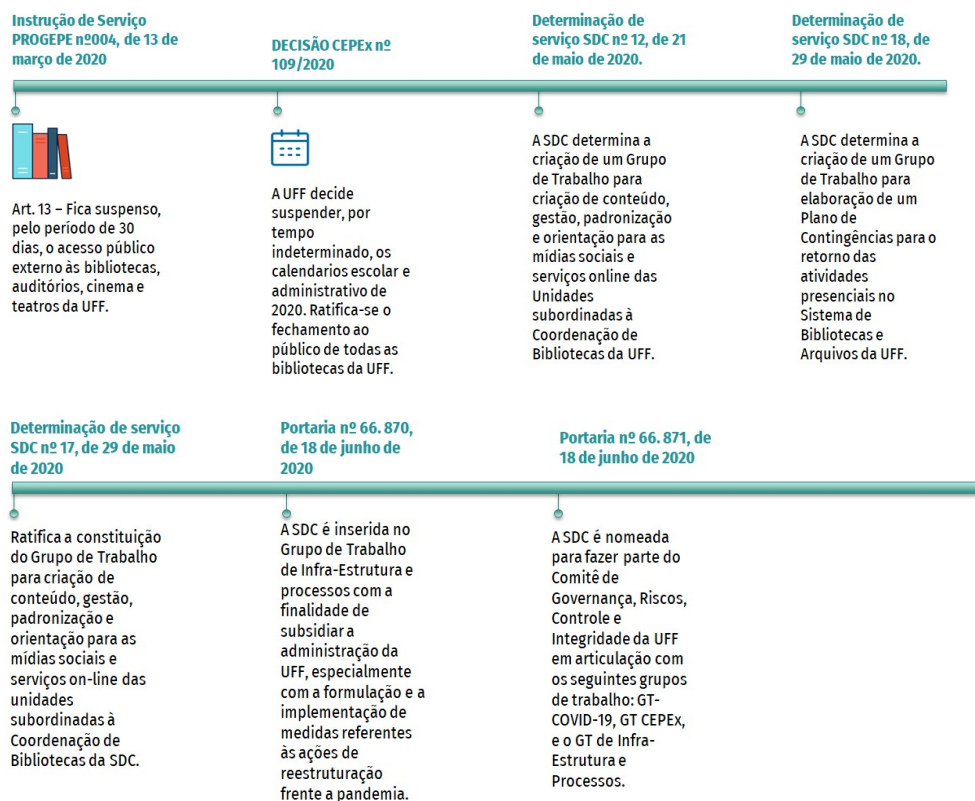 Instrução de Serviço
PROGEPE nº004, de 13 de
março de 2020
Art. 13 – Fica suspenso,
pelo período de 30
dias, o acesso público
externo às bibliotecas,
auditórios, cinema e
teatros da UFF.
DECISÃO CEPEx nº
109/2020
A UFF decide
suspender, por
tempo
indeterminado, os
calendarios escolar e
administrativo de
2020. Ratifica-se o
fechamento ao
público de todas as
bibliotecas da UFF.
Determinação de
serviço SDC nº 12, de 21
de maio de 2020.
A SDC determina a
criação de um Grupo
de Trabalho para
criação de conteúdo,
gestão, padronização
e orientação para as
mídias sociais e
serviços online das
Unidades
subordinadas à
Coordenação de
Bibliotecas da UFF.
Determinação de
serviço SDC nº 18, de
29 de maio de 2020.
A SDC determina a
criação de um Grupo
de Trabalho para
elaboração de um
Plano de
Contingências para o
retorno das
atividades
presenciais no
Sistema de
Bibliotecas e
Arquivos da UFF.
Determinação de serviço
SDC nº 17, de 29 de maio
de 2020
Ratifica a constituição
do Grupo de Trabalho
para criação de
conteúdo, gestão,
padronização e
orientação para as
mídias sociais e
serviços on-line das
unidades
subordinadas à
Coordenação de
Bibliotecas da SDC.
Portaria nº 66. 870,
de 18 de junho de
2020
A SDC é inserida no
Grupo de Trabalho
de Infra-Estrutura e
processos com a
finalidade de
subsidiar a
administração da
UFF, especialmente
com a formulação e a
implementação de
medidas referentes
às ações de
reestruturação
frente a pandemia.
Portaria nº 66. 871, de
18 de junho de 2020
A SDC é nomeada
para fazer parte do
Comitê de
Governança, Riscos,
Controle e
Integridade da UFF
em articulação com
os seguintes grupos
de trabalho: GT-
COVID-19, GT CEPEx,
e o GT de Infra-
Estrutura e
Processos.